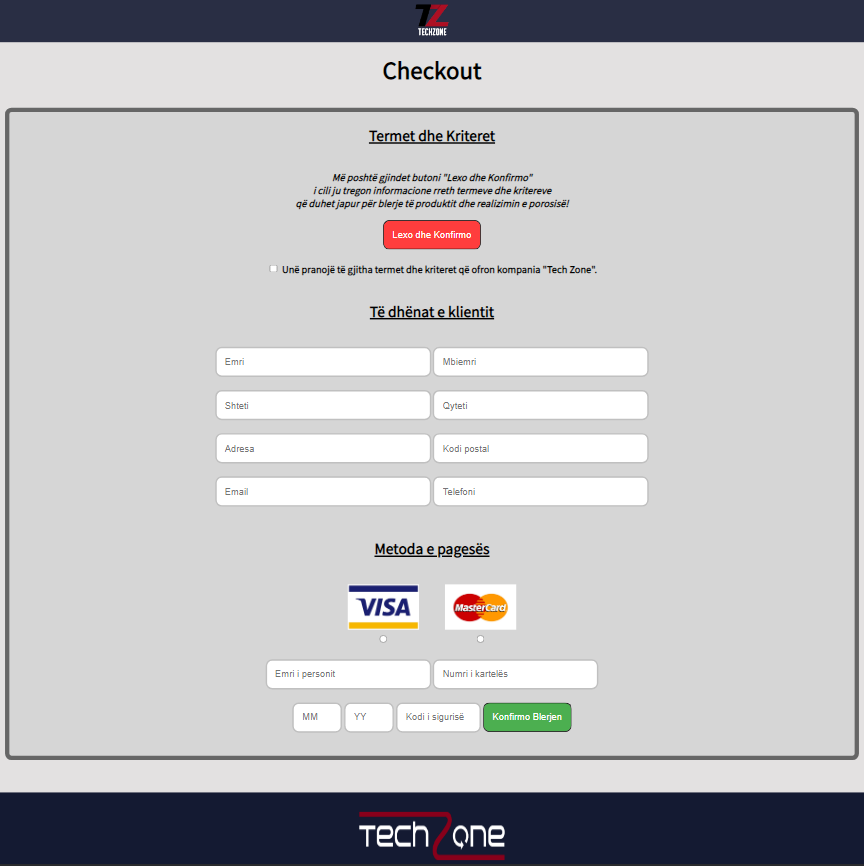 TZ
TECHZONE
Checkout
Termet dhe Kriteret
Më poshtë gjindet butoni "Lexo dhe Konfirmo"
i cili ju tregon informacione rreth termeve dhe kritereve
që duhet japur për blerje të produktit dhe realizimin e porosisë!
Lexo dhe Konfirmo
Unë pranojë të gjitha termet dhe kriteret që ofron kompania "Tech Zone".
Të dhënat e klientit
Emri Mbiemri
Shteti Qyteti
Adresa Kodi postal
Email Telefoni
Metoda e pagesës
VISA MasterCard
Emri i personit Numri i kartelës
MM YY Kodi i sigurisë Konfirmo Blerjen
TechZone